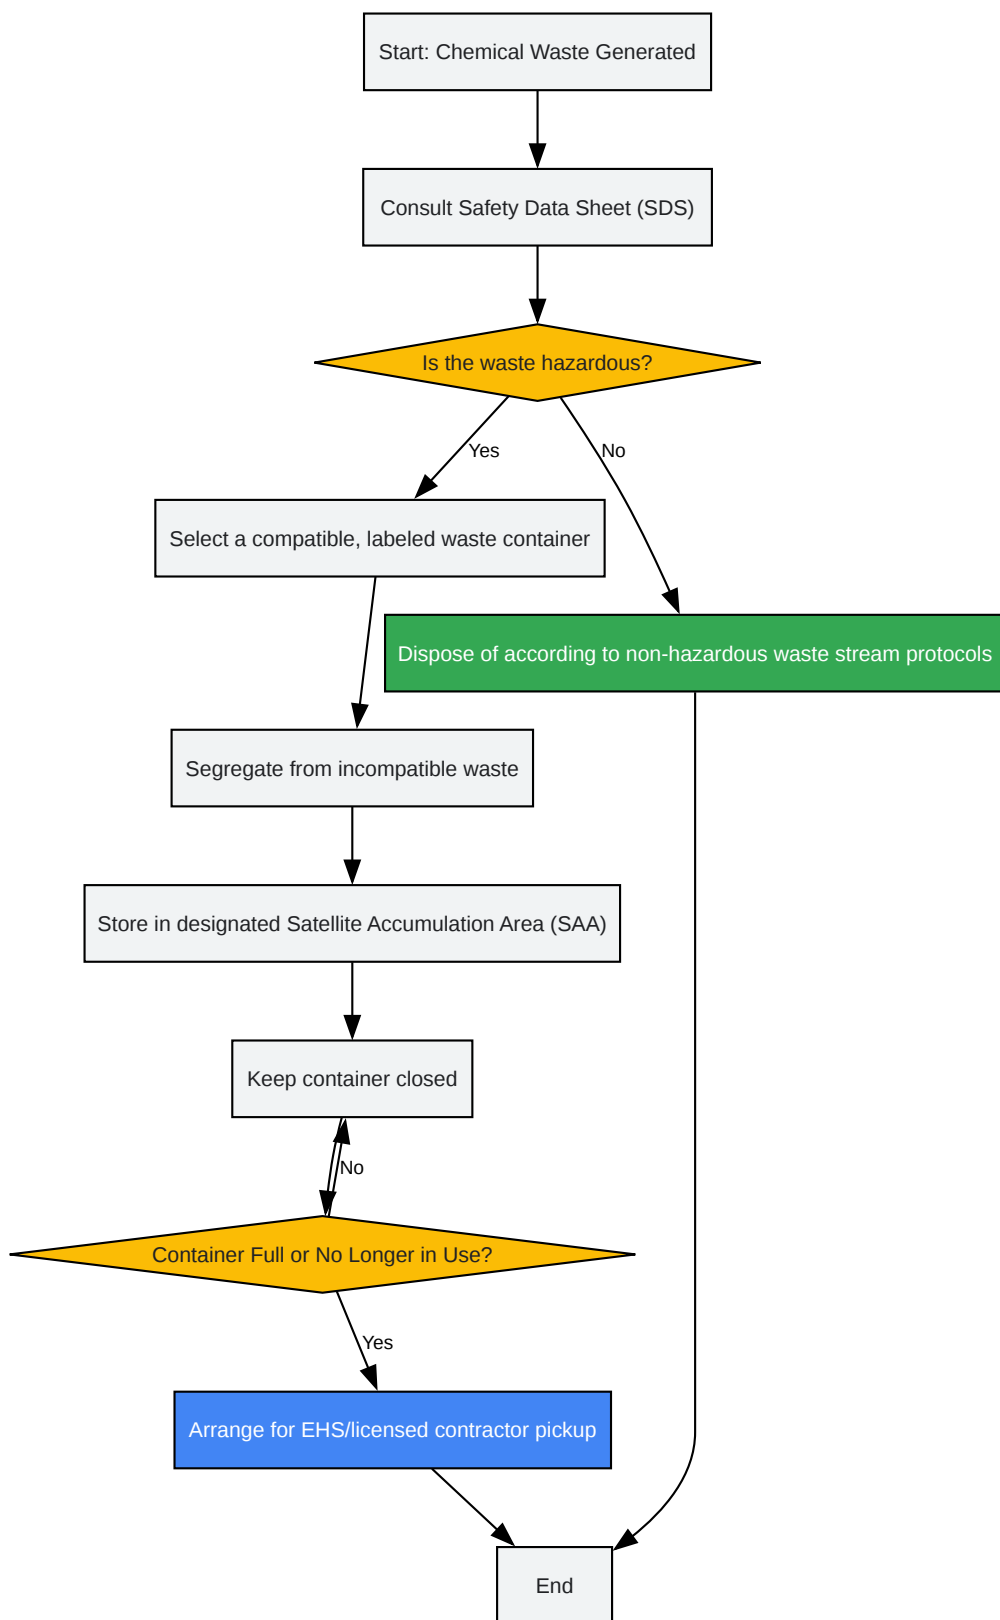 Start: Chemical Waste Generated
Consult Safety Data Sheet (SDS)
Is the waste hazardous?
Yes
No
Select a compatible, labeled waste container
Dispose of according to non-hazardous waste stream protocols
Segregate from incompatible waste
Store in designated Satellite Accumulation Area (SAA)
Keep container closed
No
Container Full or No Longer in Use?
Yes
Arrange for EHS/licensed contractor pickup
End